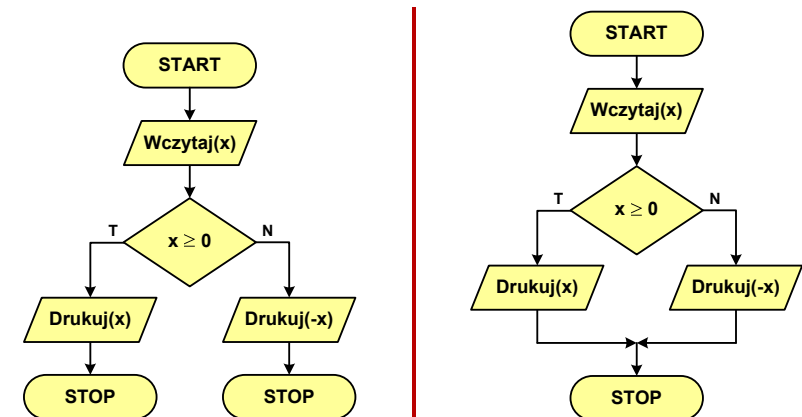 START
Wczytaj(x)
T
x ≥ 0
N
Drukuj(x)
Drukuj(-x)
STOP
STOP
START
Wczytaj(x)
T
x ≥ 0
N
Drukuj(x)
Drukuj(-x)
STOP